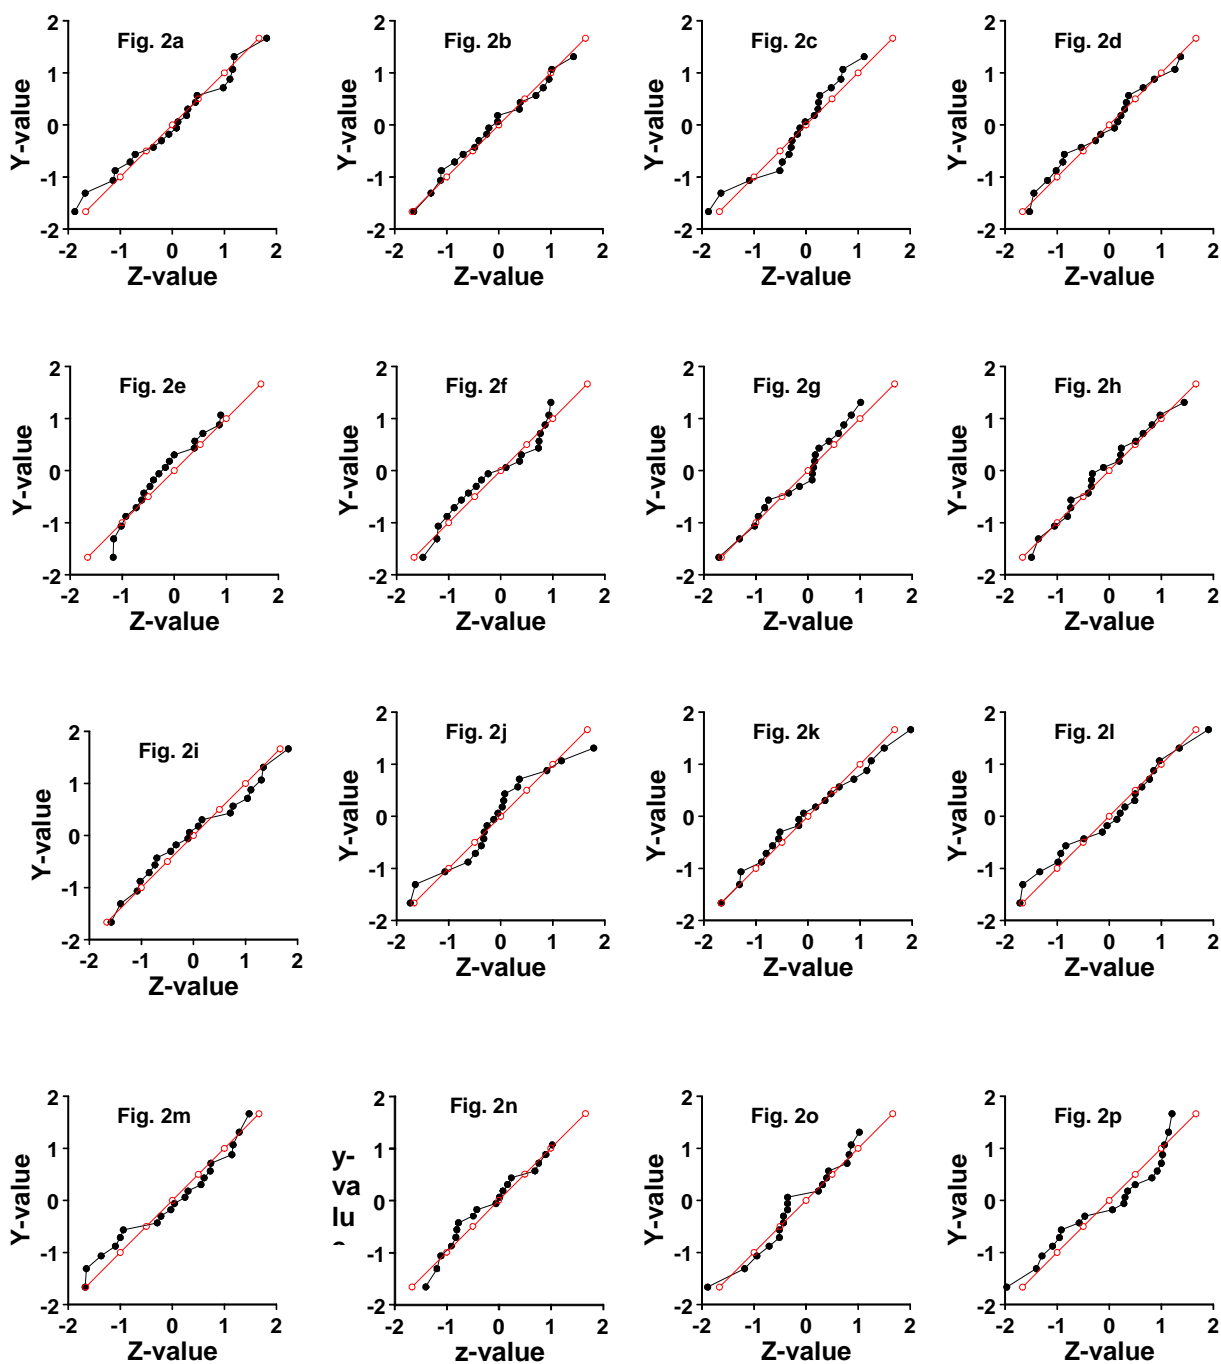 Fig. 2a
Y-value
2
1
0
-1
-2
-2 -1 0 1 2
Z-value
Fig. 2b
Y-value
2
1
0
-1
-2
-2 -1 0 1 2
Z-value
Fig. 2c
Y-value
2
1
0
-1
-2
-2 -1 0 1 2
Z-value
Fig. 2d
Y-value
2
1
0
-1
-2
-2 -1 0 1 2
Z-value
Fig. 2e
Y-value
2
1
0
-1
-2
-2 -1 0 1 2
Z-value
Fig. 2f
Y-value
2
1
0
-1
-2
-2 -1 0 1 2
Z-value
Fig. 2g
Y-value
2
1
0
-1
-2
-2 -1 0 1 2
Z-value
Fig. 2h
Y-value
2
1
0
-1
-2
-2 -1 0 1 2
Z-value
Fig. 2i
Y-value
2
1
0
-1
-2
-2 -1 0 1 2
Z-value
Fig. 2j
Y-value
2
1
0
-1
-2
-2 -1 0 1 2
Z-value
Fig. 2k
Y-value
2
1
0
-1
-2
-2 -1 0 1 2
Z-value
Fig. 2l
Y-value
2
1
0
-1
-2
-2 -1 0 1 2
Z-value
Fig. 2m
Y-value
2
1
0
-1
-2
-2 -1 0 1 2
Z-value
Fig. 2n
y-
va
lu
2
1
0
-1
-2
-2 -1 0 1 2
z-value
Fig. 2o
Y-value
2
1
0
-1
-2
-2 -1 0 1 2
Z-value
Fig. 2p
Y-value
2
1
0
-1
-2
-2 -1 0 1 2
Z-value